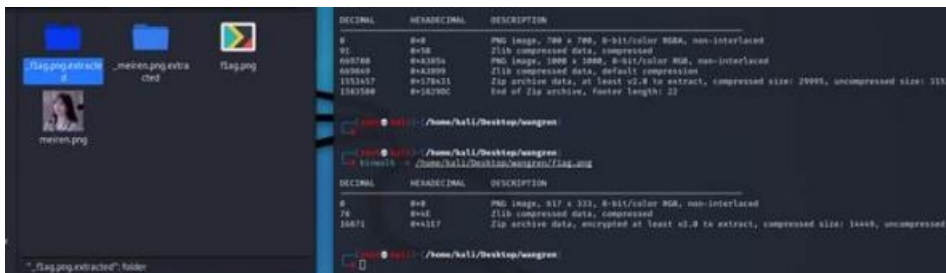 _flag.png.extracte
d
_meiren.png.extra
cted
flag.png
meiren.png
"_flag.png.extracted": folder
DECIMAL HEXADECIMAL DESCRIPTION
0 0x0 PNG image, 700 x 700, 8-bit/color RGBA, non-interlaced
91 0x5B Zlib compressed data, compressed
PNG image, 1000 x 1000, 8-bit/color RGB, non-interlaced
Zlib compressed data, default compression
Zip archive data, at least v2.0 to extract, compressed size: 29995, uncompressed size:
End of Zip archive, footer length: 22
/home/kali/Desktop/wangren
/home/kali/Desktop/wangren
binwalk /home/kali/Desktop/wangren/flag.png
DECIMAL HEXADECIMAL DESCRIPTION
0 0x0 PNG image, 617 x 333, 8-bit/color RGB, non-interlaced
78 0x4E Zlib compressed data, compressed
Zip archive data, encrypted at least v2.0 to extract, compressed size: 14449, uncompressed
/home/kali/Desktop/wangren